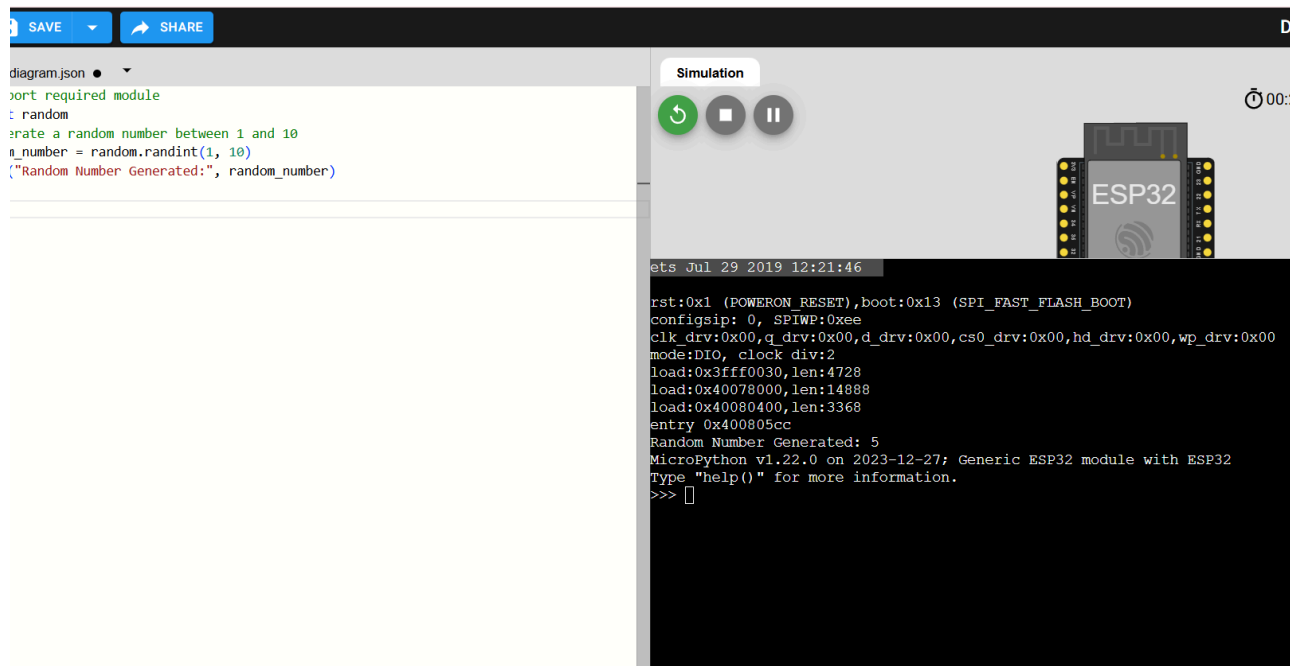 SAVE
SHARE
D
diagram.json
port required module
t random
erate a random number between 1 and 10
m_number = random.randint(1, 10)
("Random Number Generated:", random_number)
Simulation
00:
ESP32
ets Jul 29 2019 12:21:46
rst:0x1 (POWERON_RESET),boot:0x13 (SPI_FAST_FLASH_BOOT)
configsip: 0, SPIWP:0xee
clk_drv:0x00,q_drv:0x00,d_drv:0x00,cs0_drv:0x00,hd_drv:0x00,wp_drv:0x00
mode:DIO, clock div:2
load:0x3fff0030,len:4728
load:0x40078000,len:14888
load:0x40080400,len:3368
entry 0x400805cc
Random Number Generated: 5
MicroPython v1.22.0 on 2023-12-27; Generic ESP32 module with ESP32
Type "help()" for more information.
>>>